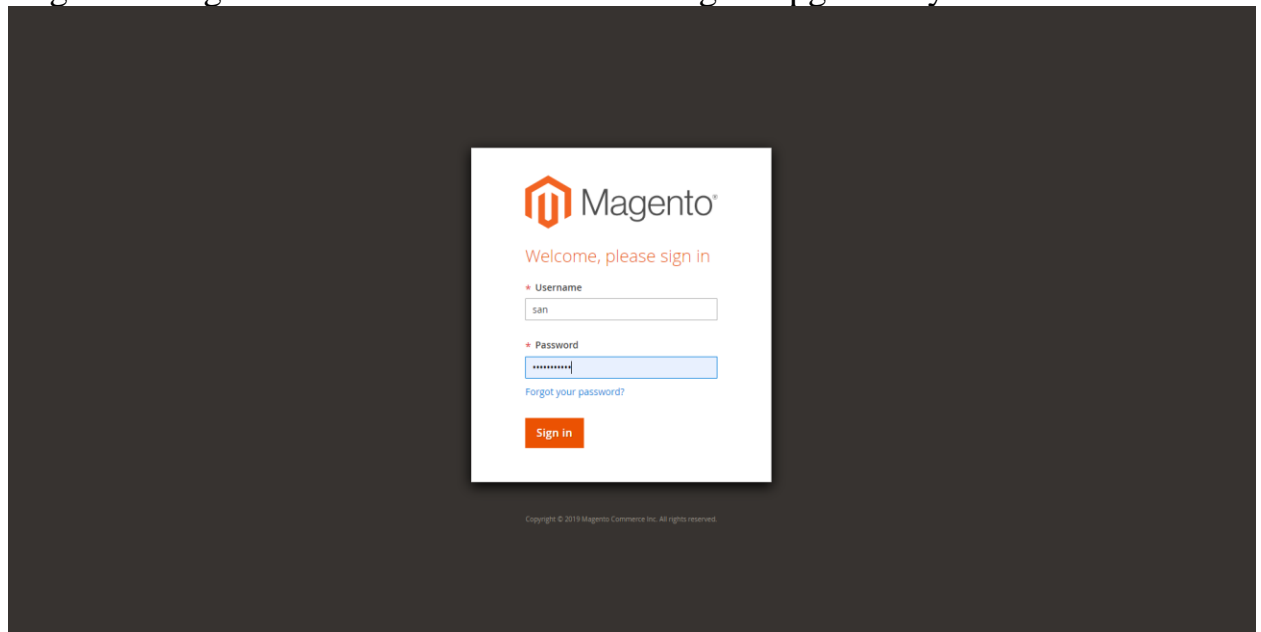 Magento®
Welcome, please sign in
* Username
san
* Password
•••••••••••
Forgot your password?
Sign in
Copyright © 2019 Magento Commerce Inc. All rights reserved.